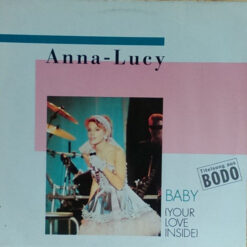 Anna-Lucy
Titelsong aus
BODO
BABY
(YOUR
LOVE
INSIDE)